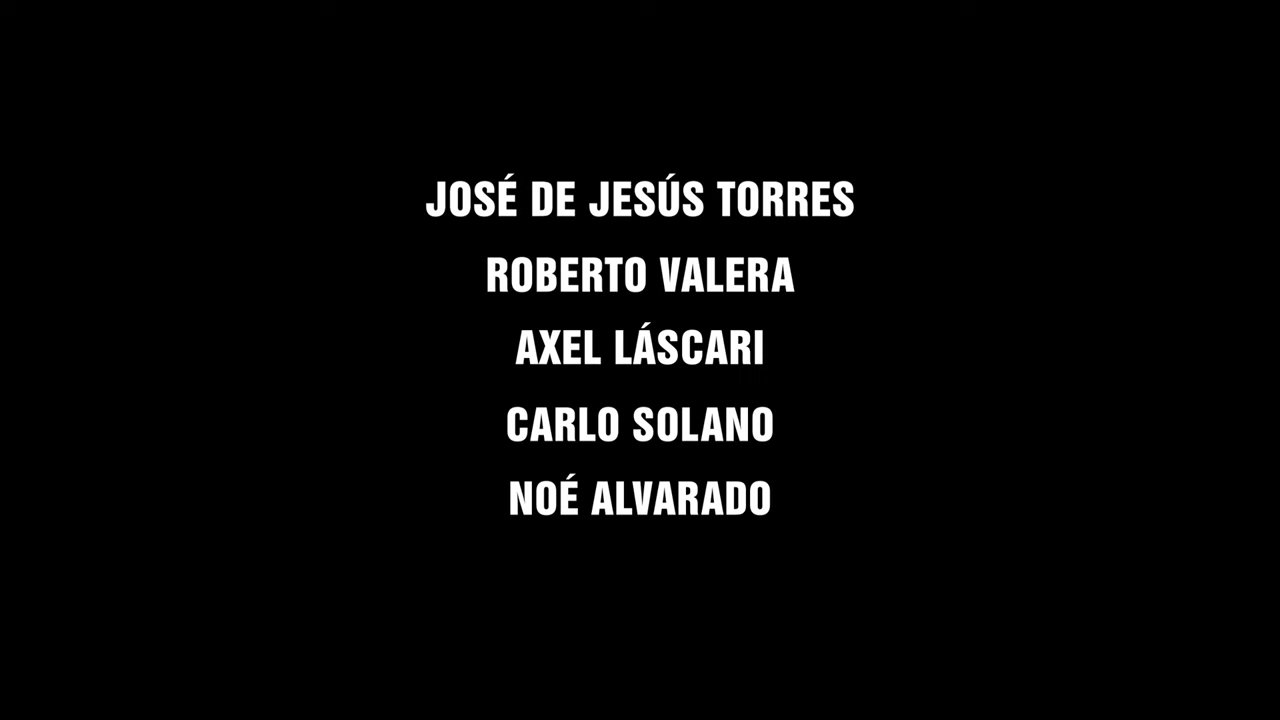 JOSÉ DE JESÚS TORRES
ROBERTO VALERA
AXEL LÁSCARI
CARLO SOLANO
NOÉ ALVARADO